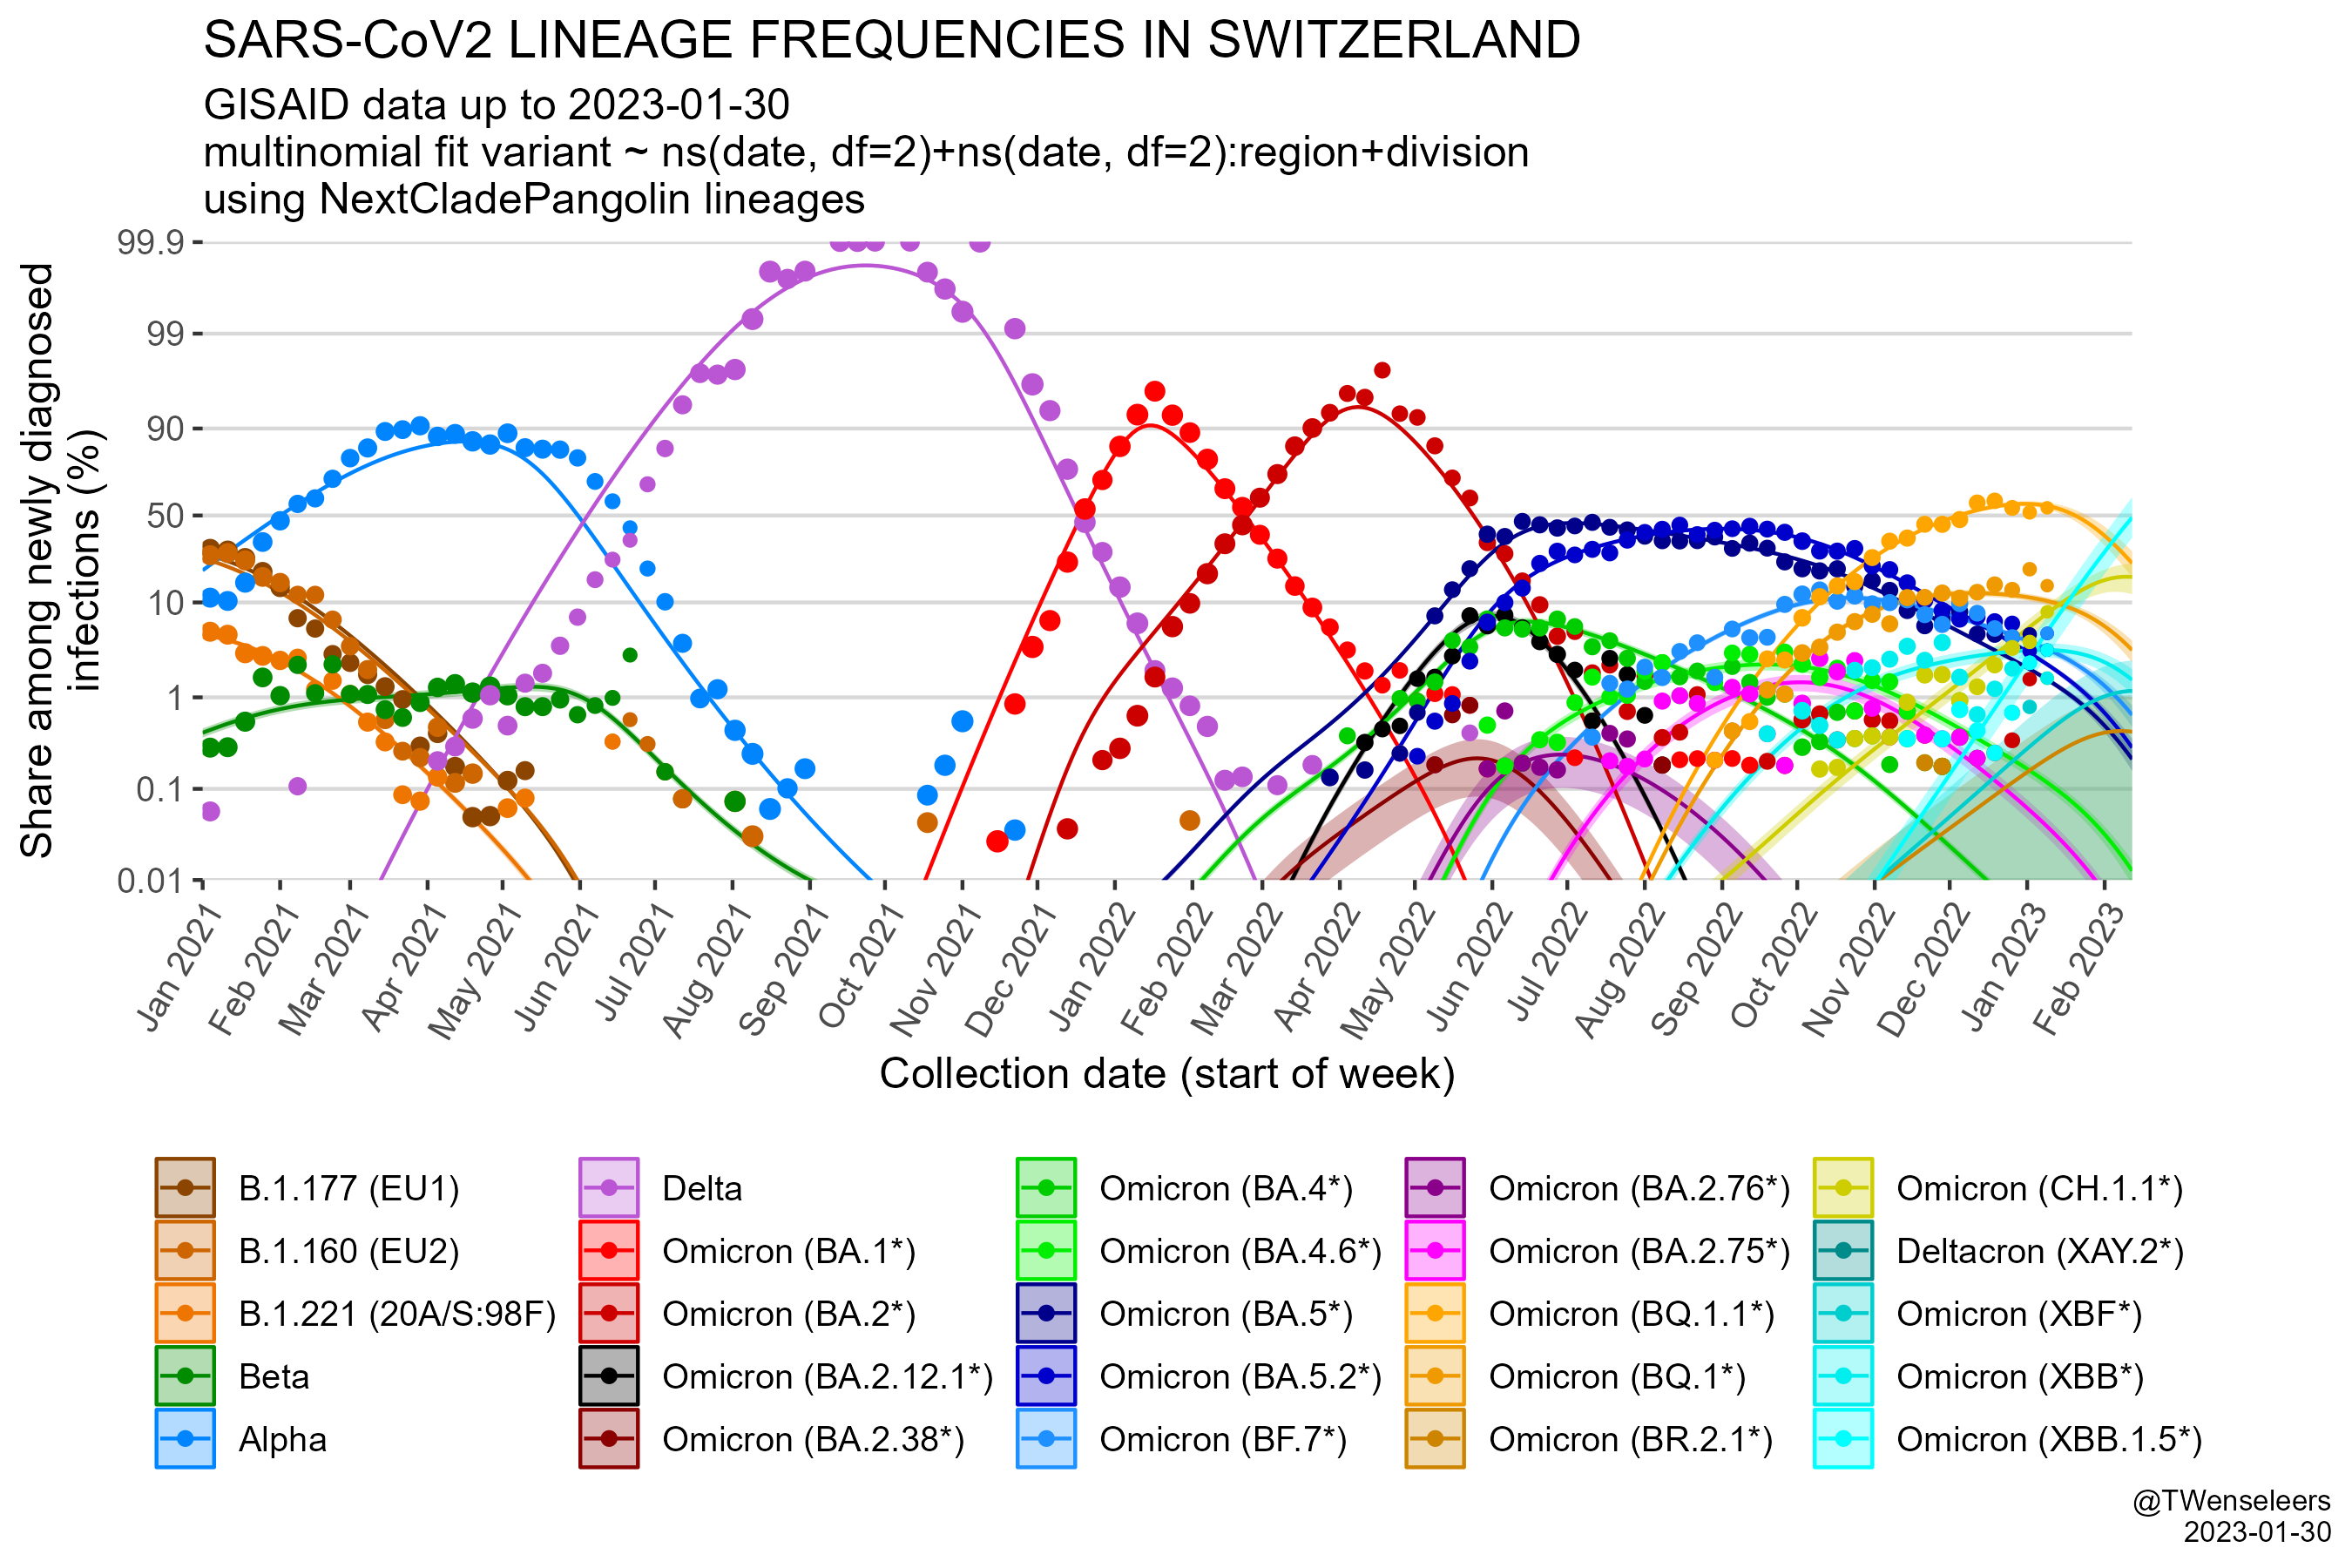 SARS-CoV2 LINEAGE FREQUENCIES IN SWITZERLAND
GISAID data up to 2023-01-30
multinomial fit variant ~ ns(date, df=2)+ns(date, df=2):region+division
using NextCladePangolin lineages
Share among newly diagnosed
infections (%)
99.9
99
90
50
10
1
0.1
0.01
Jan 2021
Feb 2021
Mar 2021
Apr 2021
May 2021
Jun 2021
Jul 2021
Aug 2021
Sep 2021
Oct 2021
Nov 2021
Dec 2021
Jan 2022
Feb 2022
Mar 2022
Apr 2022
May 2022
Jun 2022
Jul 2022
Aug 2022
Sep 2022
Oct 2022
Nov 2022
Dec 2022
Jan 2023
Feb 2023
Collection date (start of week)
B.1.177 (EU1)
B.1.160 (EU2)
B.1.221 (20A/S:98F)
Beta
Alpha
Delta
Omicron (BA.1*)
Omicron (BA.2*)
Omicron (BA.2.12.1*)
Omicron (BA.2.38*)
Omicron (BA.4*)
Omicron (BA.4.6*)
Omicron (BA.5*)
Omicron (BA.5.2*)
Omicron (BF.7*)
Omicron (BA.2.76*)
Omicron (BA.2.75*)
Omicron (BQ.1.1*)
Omicron (BQ.1*)
Omicron (BR.2.1*)
Omicron (CH.1.1*)
Deltacron (XAY.2*)
Omicron (XBF*)
Omicron (XBB*)
Omicron (XBB.1.5*)
@TWenseleers
2023-01-30